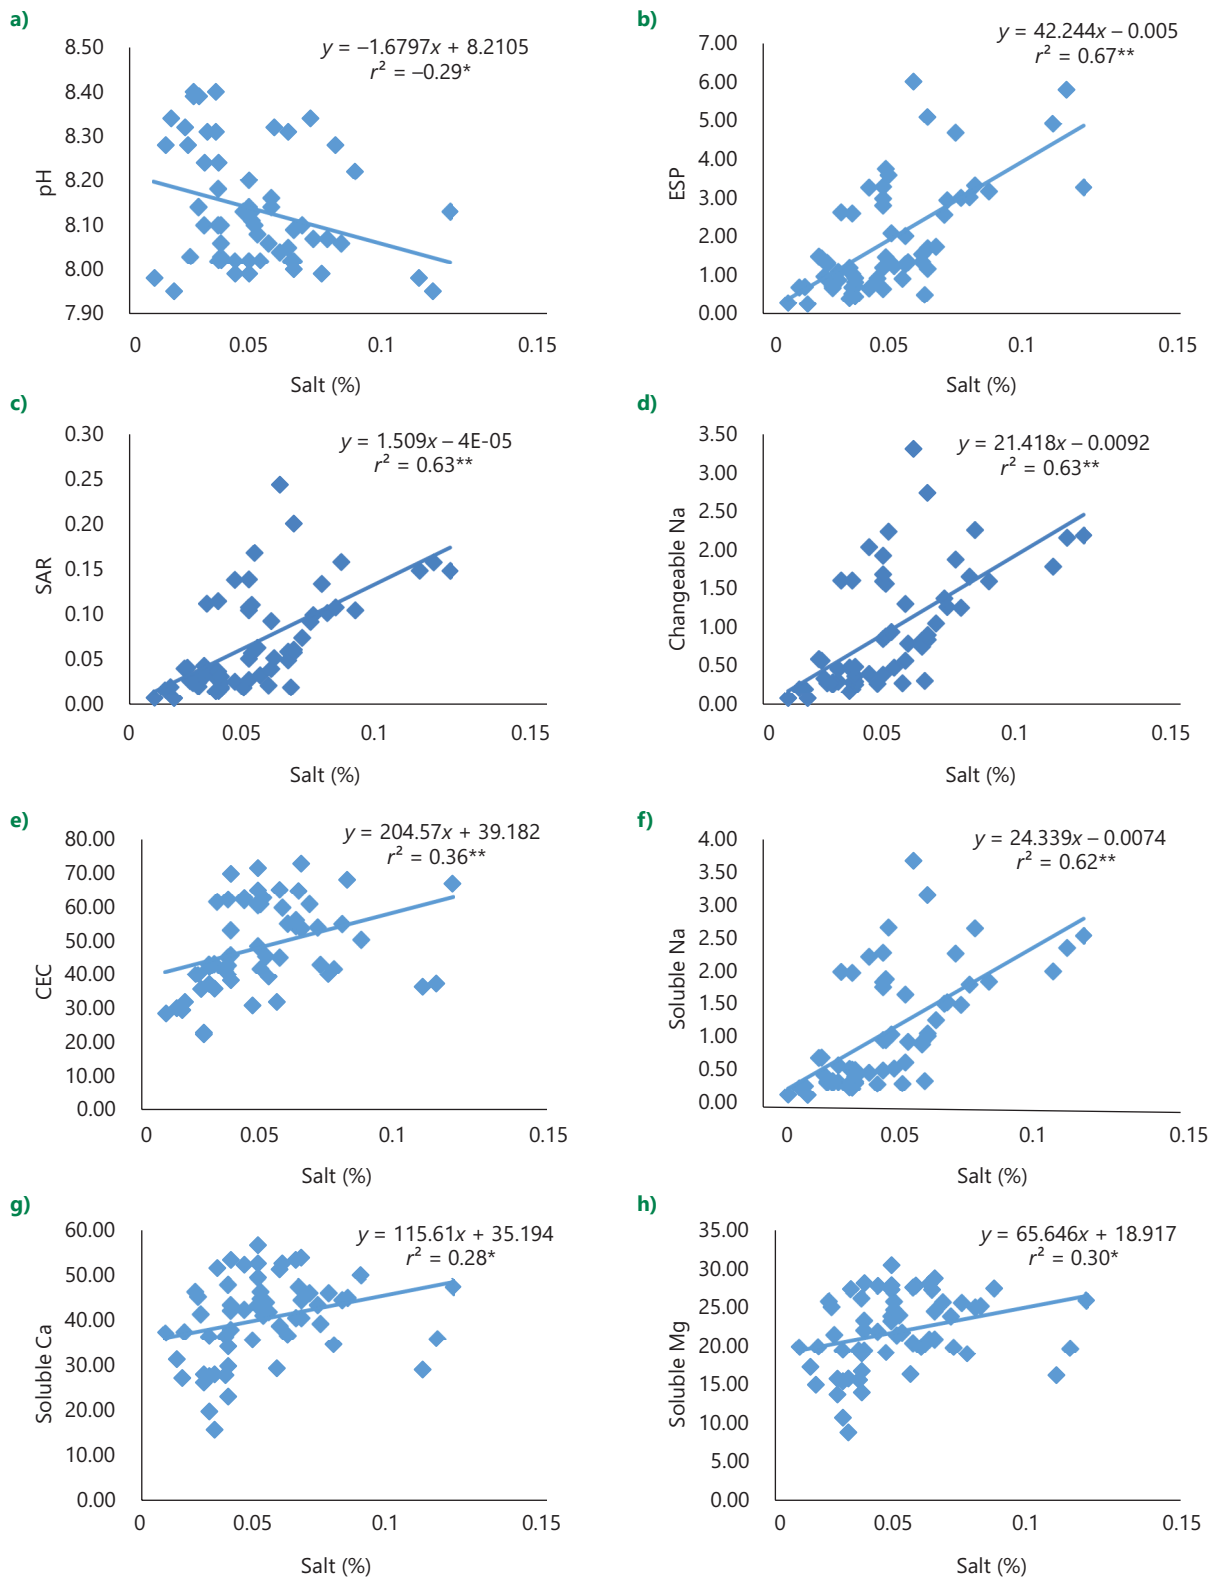 a)
y = –1.6797x + 8.2105
r² = –0.29*
pH
8.50
8.40
8.30
8.20
8.10
8.00
7.90
0 0.05 0.1 0.15
Salt (%)
b)
y = 42.244x – 0.005
r² = 0.67**
ESP
7.00
6.00
5.00
4.00
3.00
2.00
1.00
0.00
0 0.05 0.1 0.15
Salt (%)
c)
y = 1.509x – 4E-05
r² = 0.63**
SAR
0.30
0.25
0.20
0.15
0.10
0.05
0.00
0 0.05 0.1 0.15
Salt (%)
d)
y = 21.418x – 0.0092
r² = 0.63**
Changeable Na
3.50
3.00
2.50
2.00
1.50
1.00
0.50
0.00
0 0.05 0.1 0.15
Salt (%)
e)
y = 204.57x + 39.182
r² = 0.36**
CEC
80.00
70.00
60.00
50.00
40.00
30.00
20.00
10.00
0.00
0 0.05 0.1 0.15
Salt (%)
f)
y = 24.339x – 0.0074
r² = 0.62**
Soluble Na
4.00
3.50
3.00
2.50
2.00
1.50
1.00
0.50
0.00
0 0.05 0.1 0.15
Salt (%)
g)
y = 115.61x + 35.194
r² = 0.28*
Soluble Ca
60.00
50.00
40.00
30.00
20.00
10.00
0.00
0 0.05 0.1 0.15
Salt (%)
h)
y = 65.646x + 18.917
r² = 0.30*
Soluble Mg
35.00
30.00
25.00
20.00
15.00
10.00
5.00
0.00
0 0.05 0.1 0.15
Salt (%)